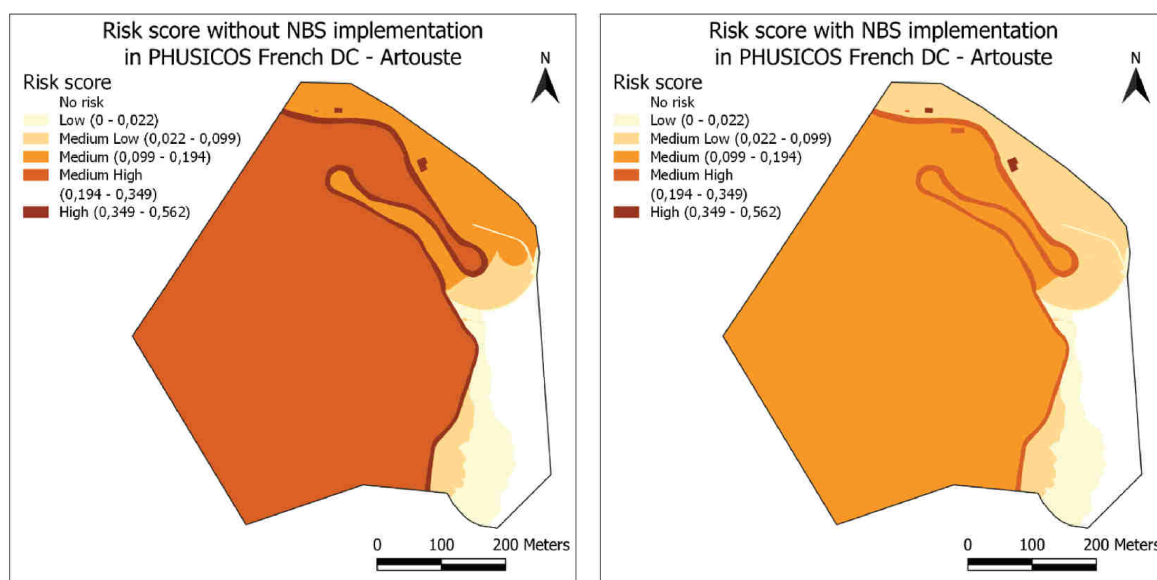 Risk score without NBS implementation
in PHUSICOS French DC - Artouste
N
Risk score
No risk
Low (0 - 0,022)
Medium Low (0,022 - 0,099)
Medium (0,099 - 0,194)
Medium High
(0,194 - 0,349)
High (0,349 - 0,562)
0 100 200 Meters
Risk score with NBS implementation
in PHUSICOS French DC - Artouste
N
Risk score
No risk
Low (0 - 0,022)
Medium Low (0,022 - 0,099)
Medium (0,099 - 0,194)
Medium High
(0,194 - 0,349)
High (0,349 - 0,562)
0 100 200 Meters